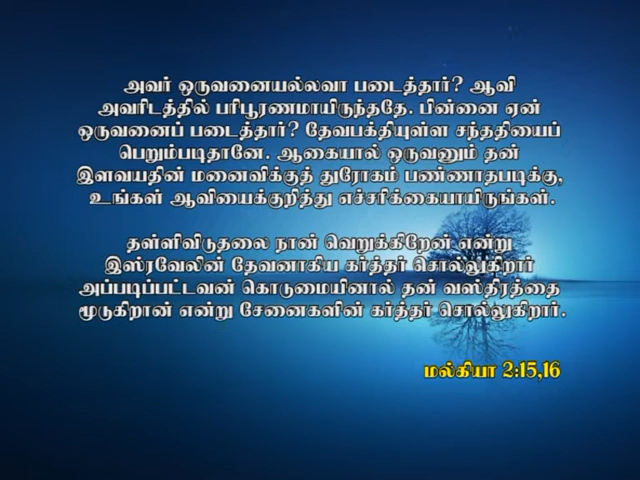 அவர் ஒருவனையல்லவா படைத்தார்? ஆவி
அவரிடத்தில் பரிபூரணமாயிருந்ததே. பின்னை ஏன்
ஒருவனைப் படைத்தார்? தேவபக்தியுள்ள சந்ததியைப்
பெறும்படிதானே. ஆகையால் ஒருவனும் தன்
இளவயதின் மனைவிக்குத் துரோகம் பண்ணாதபடிக்கு,
உங்கள் ஆவியைக்குறித்து எச்சரிக்கையாயிருங்கள்.
தள்ளிவிடுதலை நான் வெறுக்கிறேன் என்று
இஸ்ரவேலின் தேவனாகிய கர்த்தர் சொல்லுகிறார்
அப்படிப்பட்டவன் கொடுமையினால் தன் வஸ்திரத்தை
மூடுகிறான் என்று சேனைகளின் கர்த்தர் சொல்லுகிறார்.
மல்கியா 2:15,16